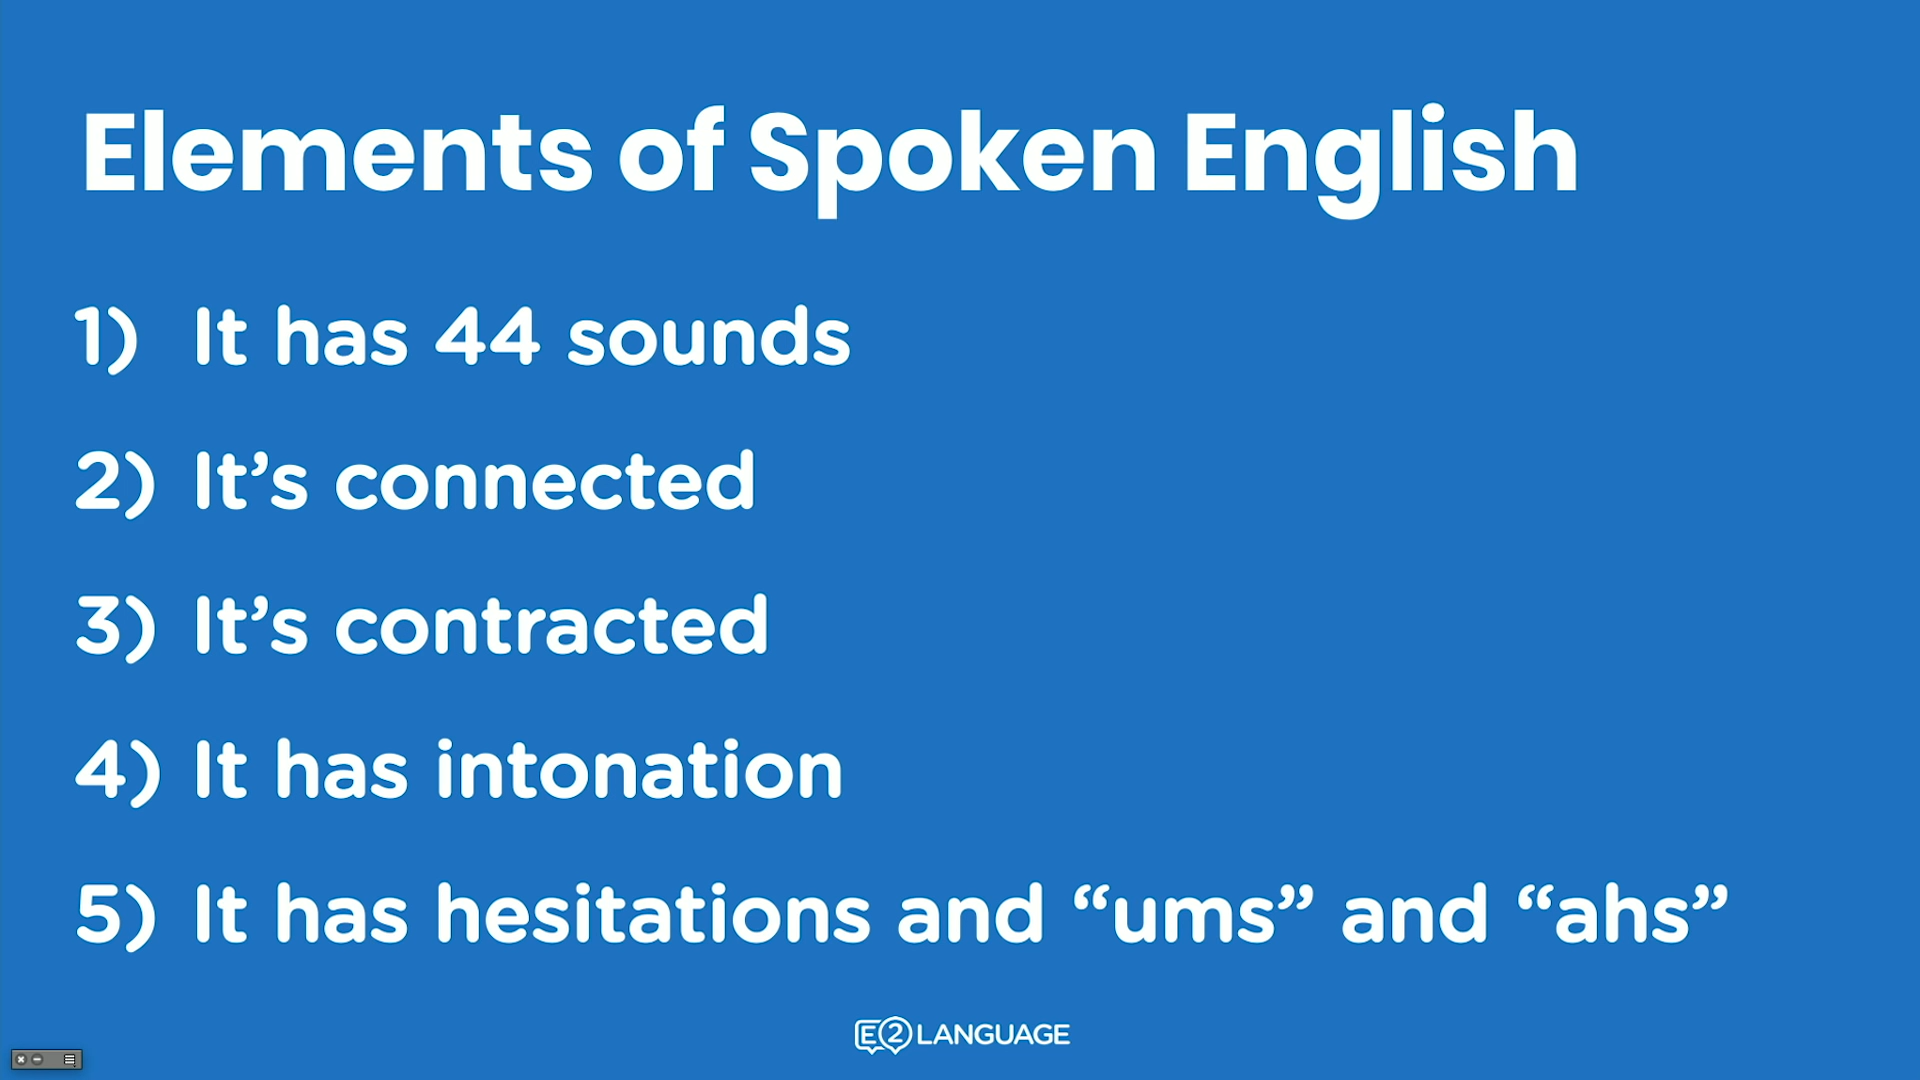 Elements of Spoken English
1) It has 44 sounds
2) It’s connected
3) It’s contracted
4) It has intonation
5) It has hesitations and “ums” and “ahs”
E2 LANGUAGE